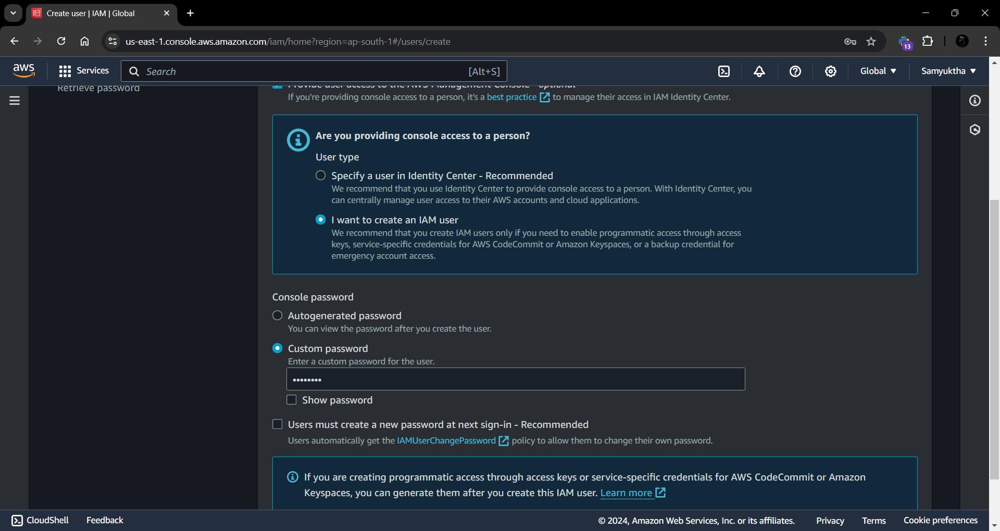 Create user | IAM | Global
us-east-1.console.aws.amazon.com/iam/home?region=ap-south-1#/users/create
13
aws
Services
Search
[Alt+S]
Global
Samyuktha
Retrieve password
Provide user access to the AWS Management Console - optional
If you're providing console access to a person, it's a best practice to manage their access in IAM Identity Center.
Are you providing console access to a person?
User type
Specify a user in Identity Center - Recommended
We recommend that you use Identity Center to provide console access to a person. With Identity Center, you
can centrally manage user access to their AWS accounts and cloud applications.
I want to create an IAM user
We recommend that you create IAM users only if you need to enable programmatic access through access
keys, service-specific credentials for AWS CodeCommit or Amazon Keyspaces, or a backup credential for
emergency account access.
Console password
Autogenerated password
You can view the password after you create the user.
Custom password
Enter a custom password for the user.
••••••••
Show password
Users must create a new password at next sign-in - Recommended
Users automatically get the IAMUserChangePassword policy to allow them to change their own password.
If you are creating programmatic access through access keys or service-specific credentials for AWS CodeCommit or Amazon
Keyspaces, you can generate them after you create this IAM user. Learn more
CloudShell
Feedback
© 2024, Amazon Web Services, Inc. or its affiliates.
Privacy
Terms
Cookie preferences